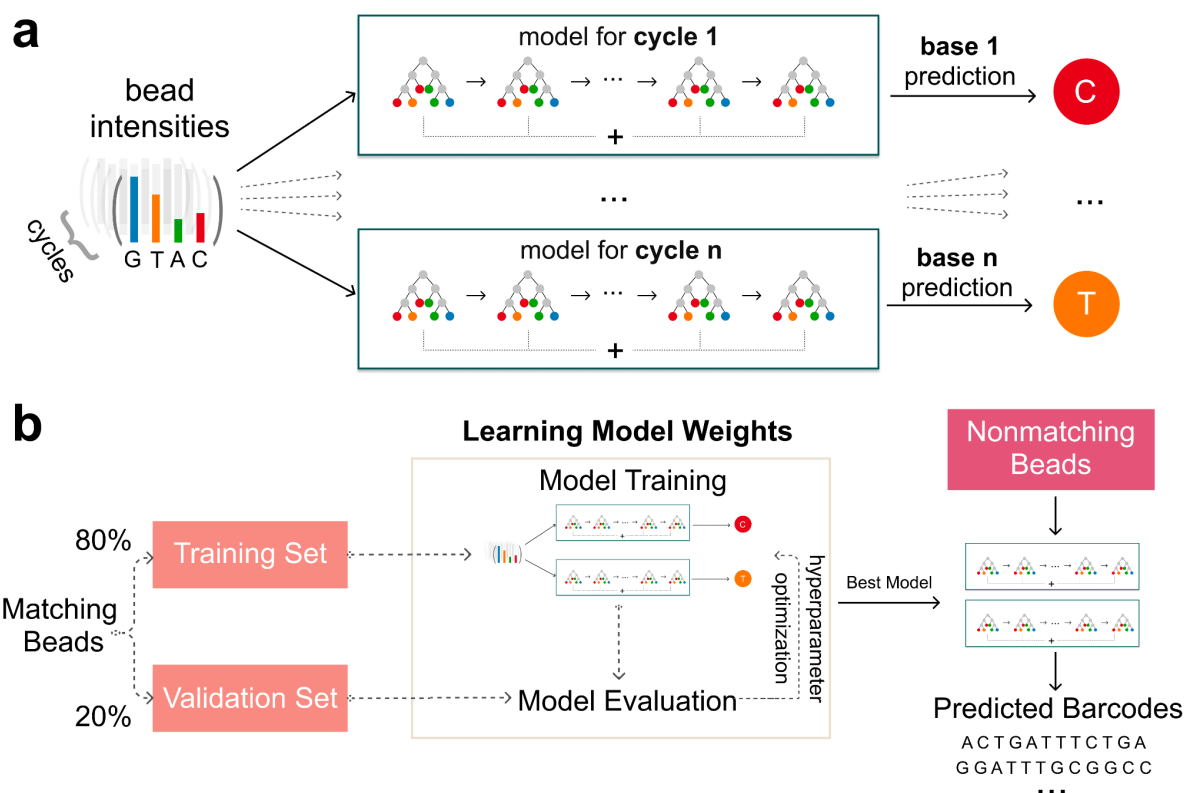 a
model for cycle 1
...
+
bead
intensities
cycles
G T A C
base 1
prediction
C
...
...
model for cycle n
...
+
base n
prediction
T
b
Learning Model Weights
Model Training
... 
+
C
...
+
T
Matching
Beads
80%
Training Set
20%
Validation Set
Model Evaluation
hyperparameter
optimization
Best Model
Nonmatching
Beads
...
+
...
+
Predicted Barcodes
ACTGATTTCTGA
GGATTTGCGGCC
...